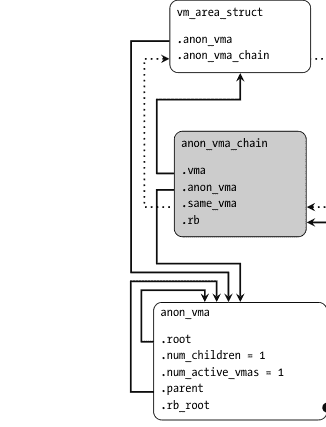 vm_area_struct
.anon_vma
.anon_vma_chain
anon_vma_chain
.vma
.anon_vma
.same_vma
.rb
anon_vma
.root
.num_children = 1
.num_active_vmas = 1
.parent
.rb_root